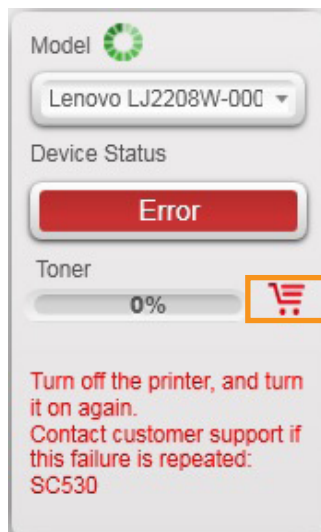 Model
Lenovo LJ2208W-000
Device Status
Error
Toner
0%
Turn off the printer, and turn
it on again.
Contact customer support if
this failure is repeated:
SC530